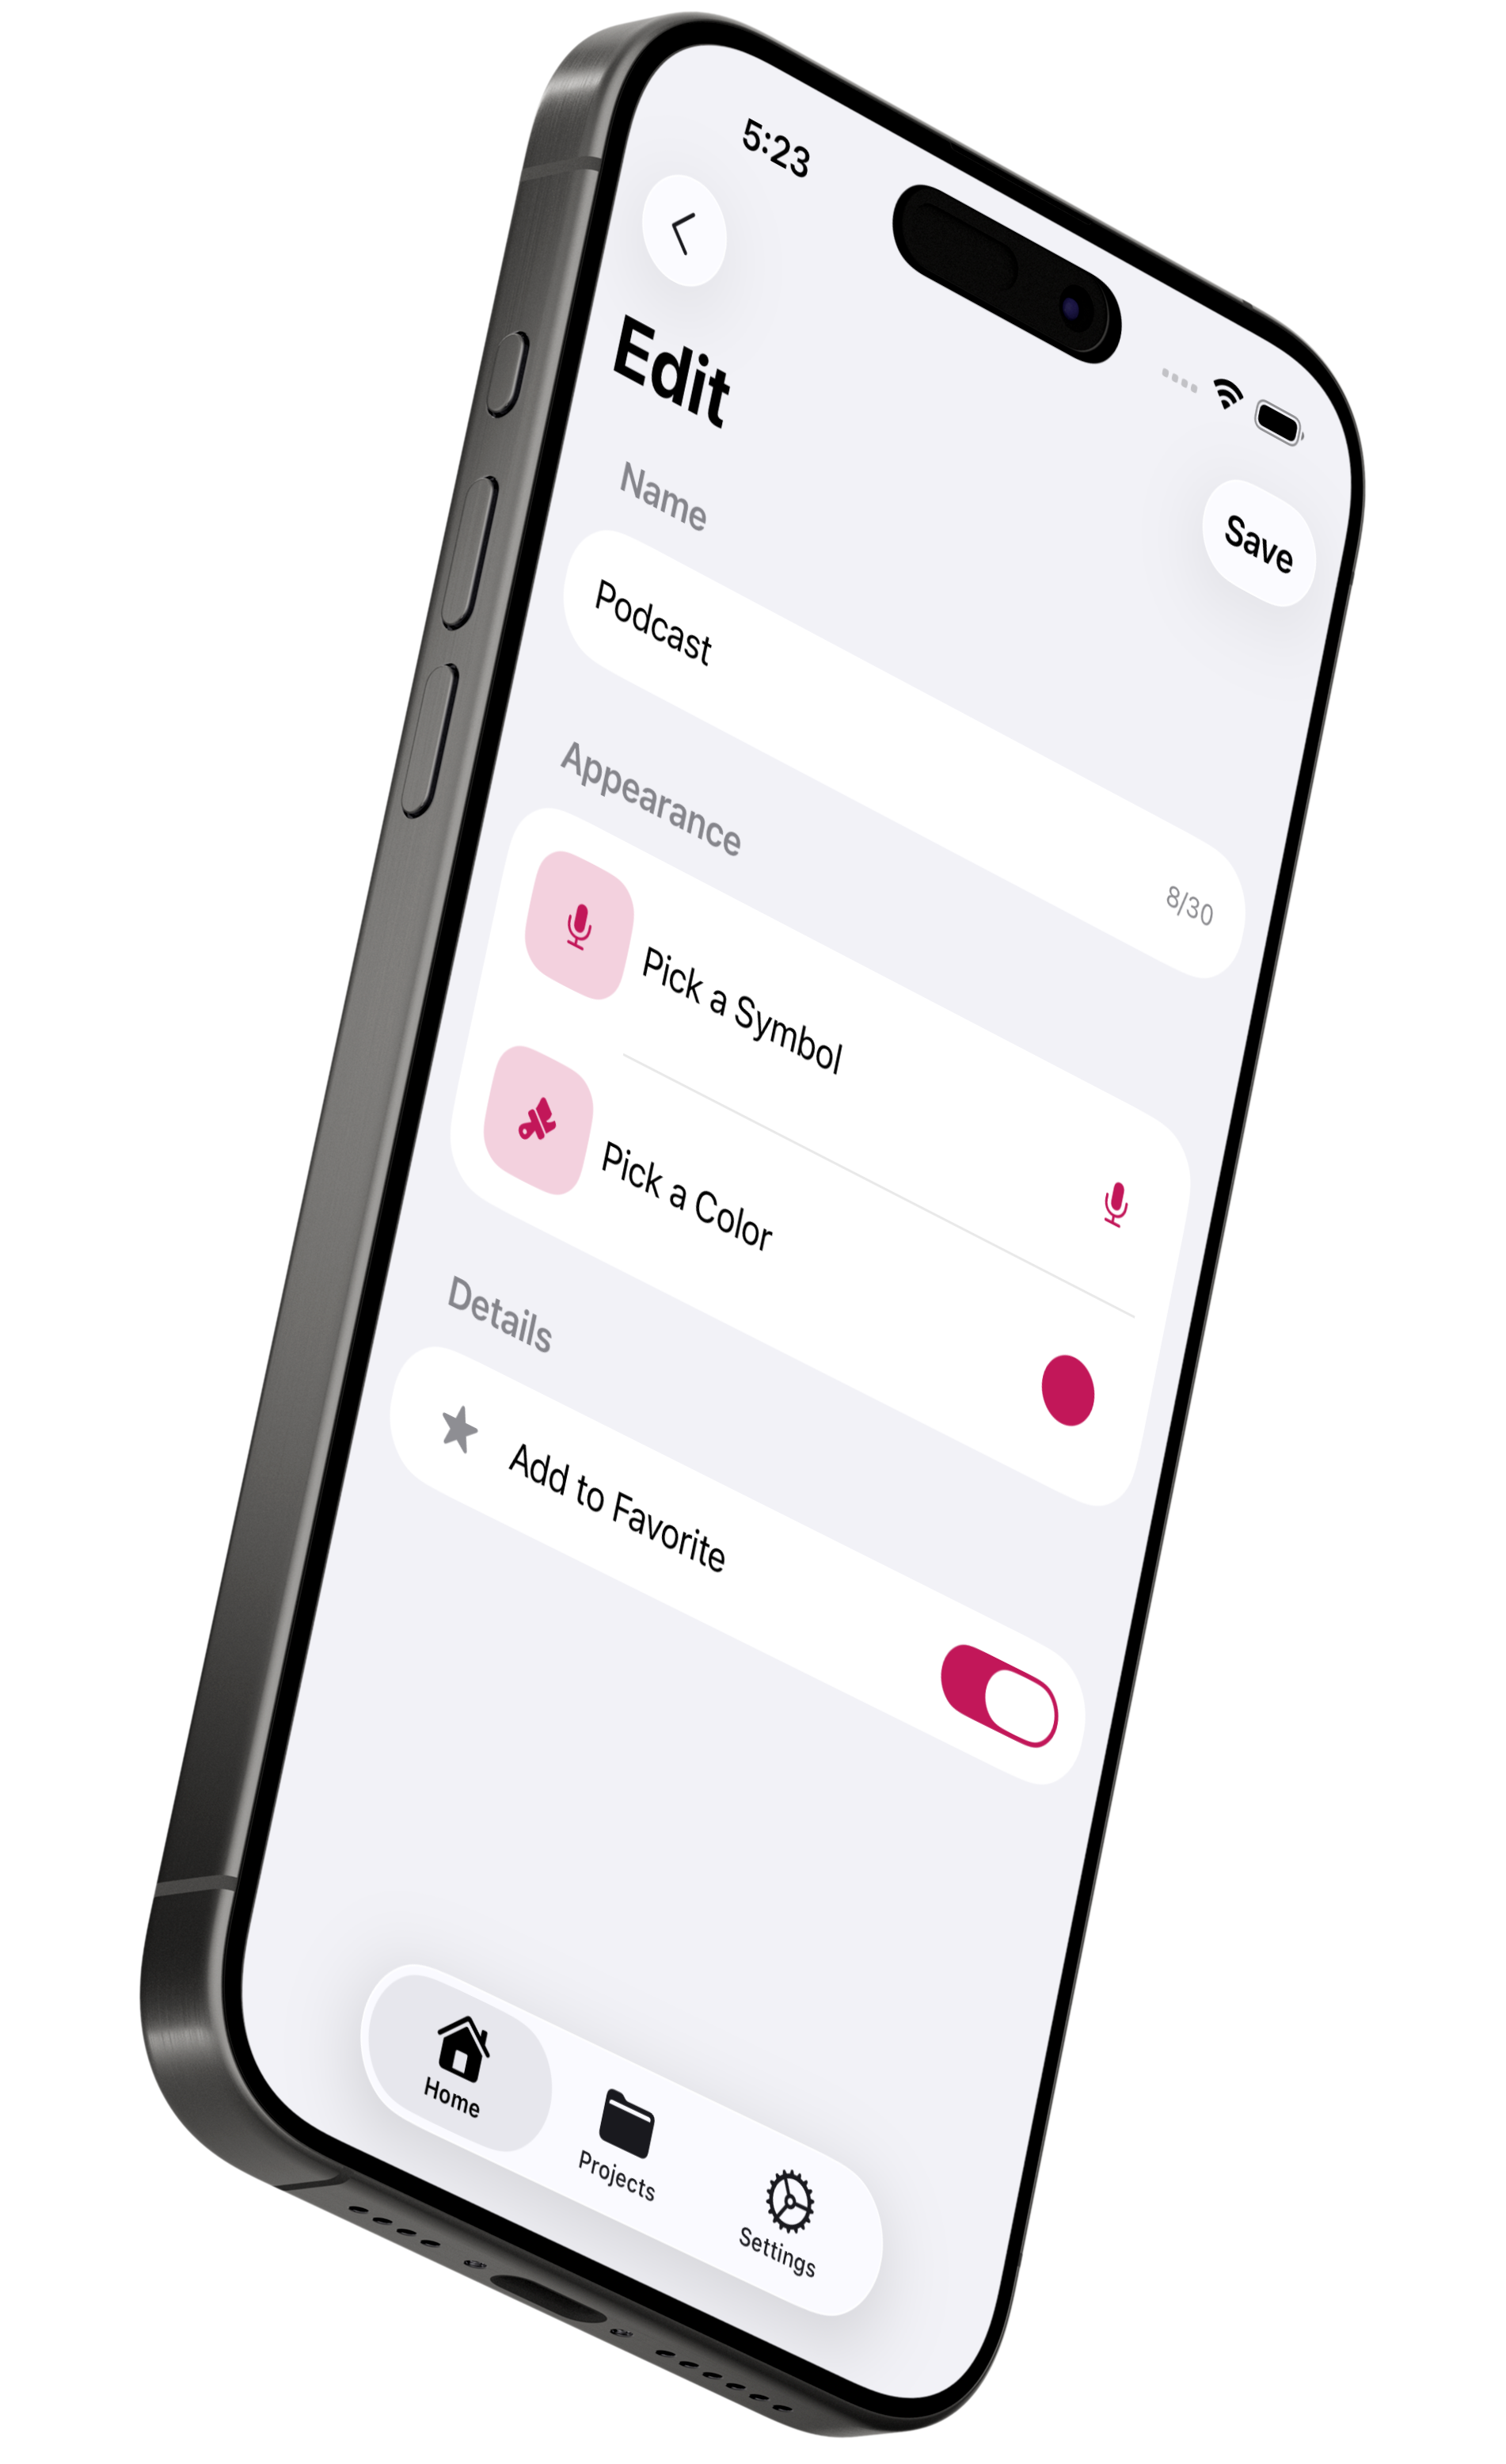 5:23
Edit
Save
Name
Podcast
8/30
Appearance
Pick a Symbol
Pick a Color
Details
Add to Favorite
Home
Projects
Settings